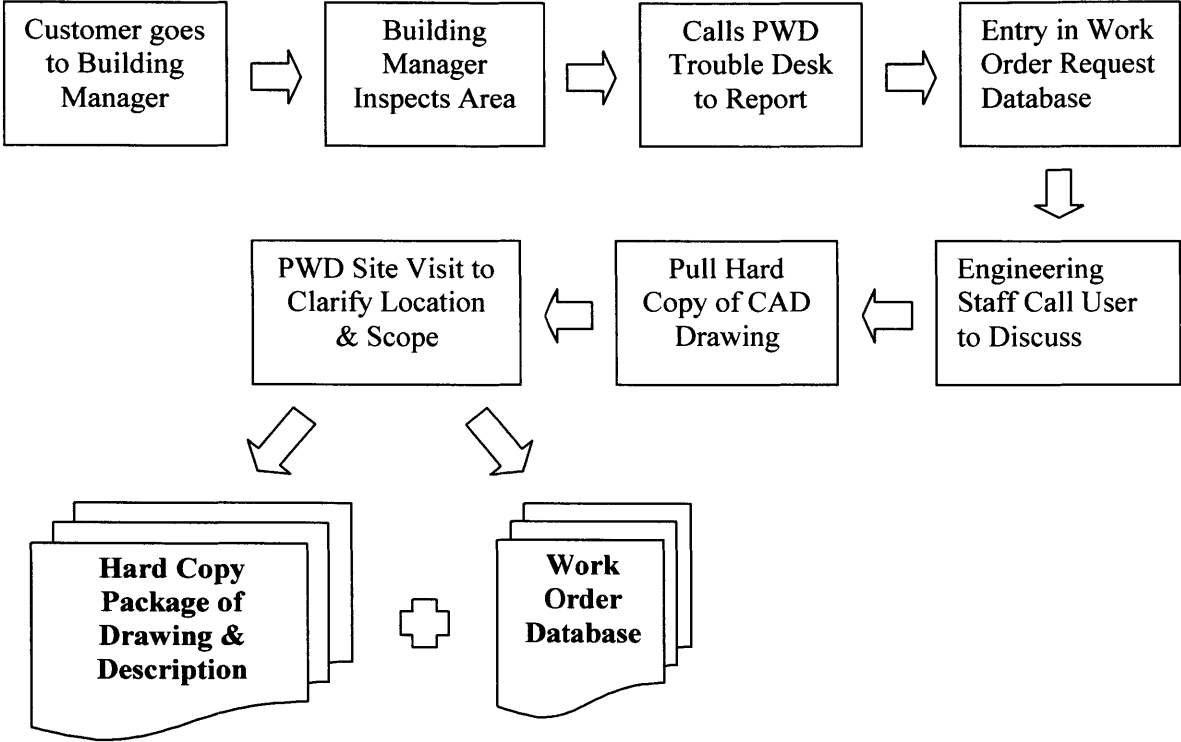 Customer goes
to Building
Manager
Building
Manager
Inspects Area
Calls PWD
Trouble Desk
to Report
Entry in Work
Order Request
Database
Engineering
Staff Call User
to Discuss
Pull Hard
Copy of CAD
Drawing
PWD Site Visit to
Clarify Location
& Scope
Hard Copy
Package of
Drawing &
Description
Work
Order
Database